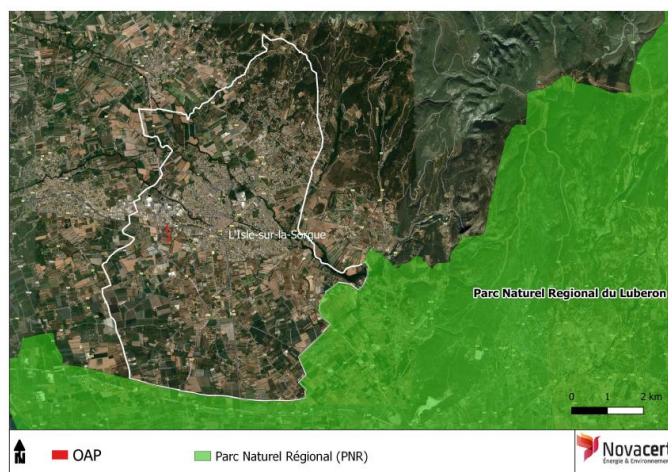 L'Isle-sur-la-Sorgue
Parc Naturel Regional du Luberon
0 1 2 km
N
OAP
Parc Naturel Régional (PNR)
Novacert
Énergie & Environnement